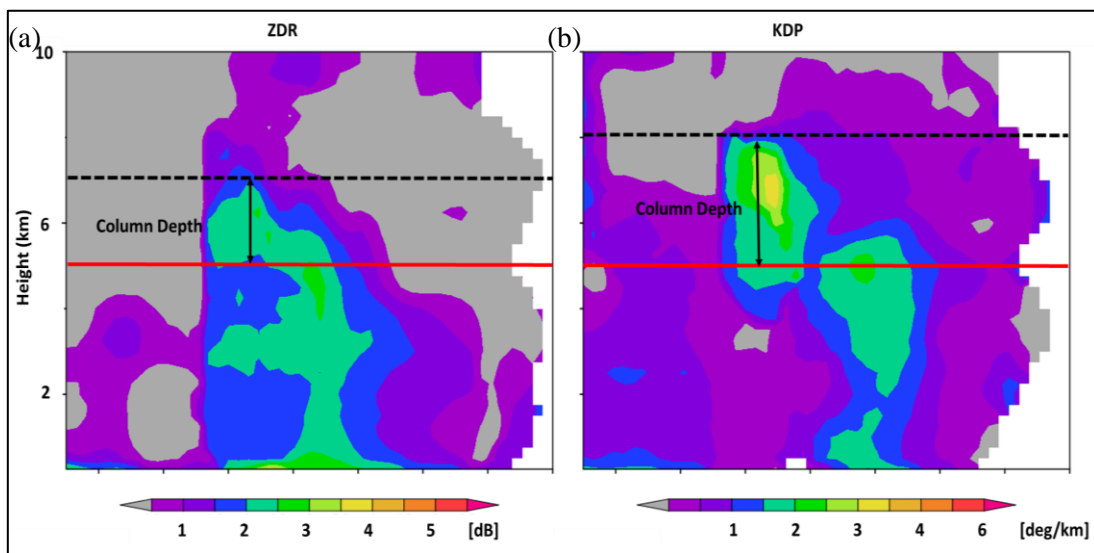 (a)
ZDR
(b)
KDP
10
6
2
Height (km)
Column Depth
Column Depth
1 2 3 4 5 [dB]
1 2 3 4 6 [deg/km]